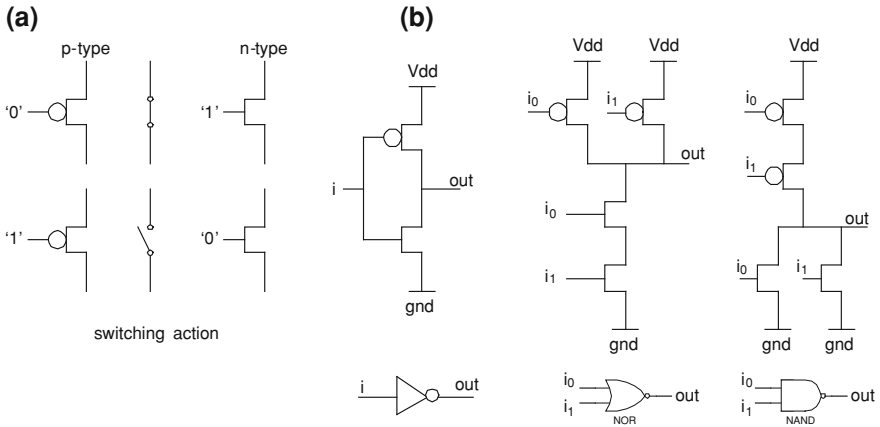 (a)
p-type
n-type
'0'
'1'
'1'
'0'
switching action
(b)
Vdd
i
out
gnd
i
out
Vdd
Vdd
i0
i1
out
i0
i1
gnd
i0
i1
out
NOR
Vdd
i0
i1
out
i0
i1
gnd
gnd
i0
i1
out
NAND